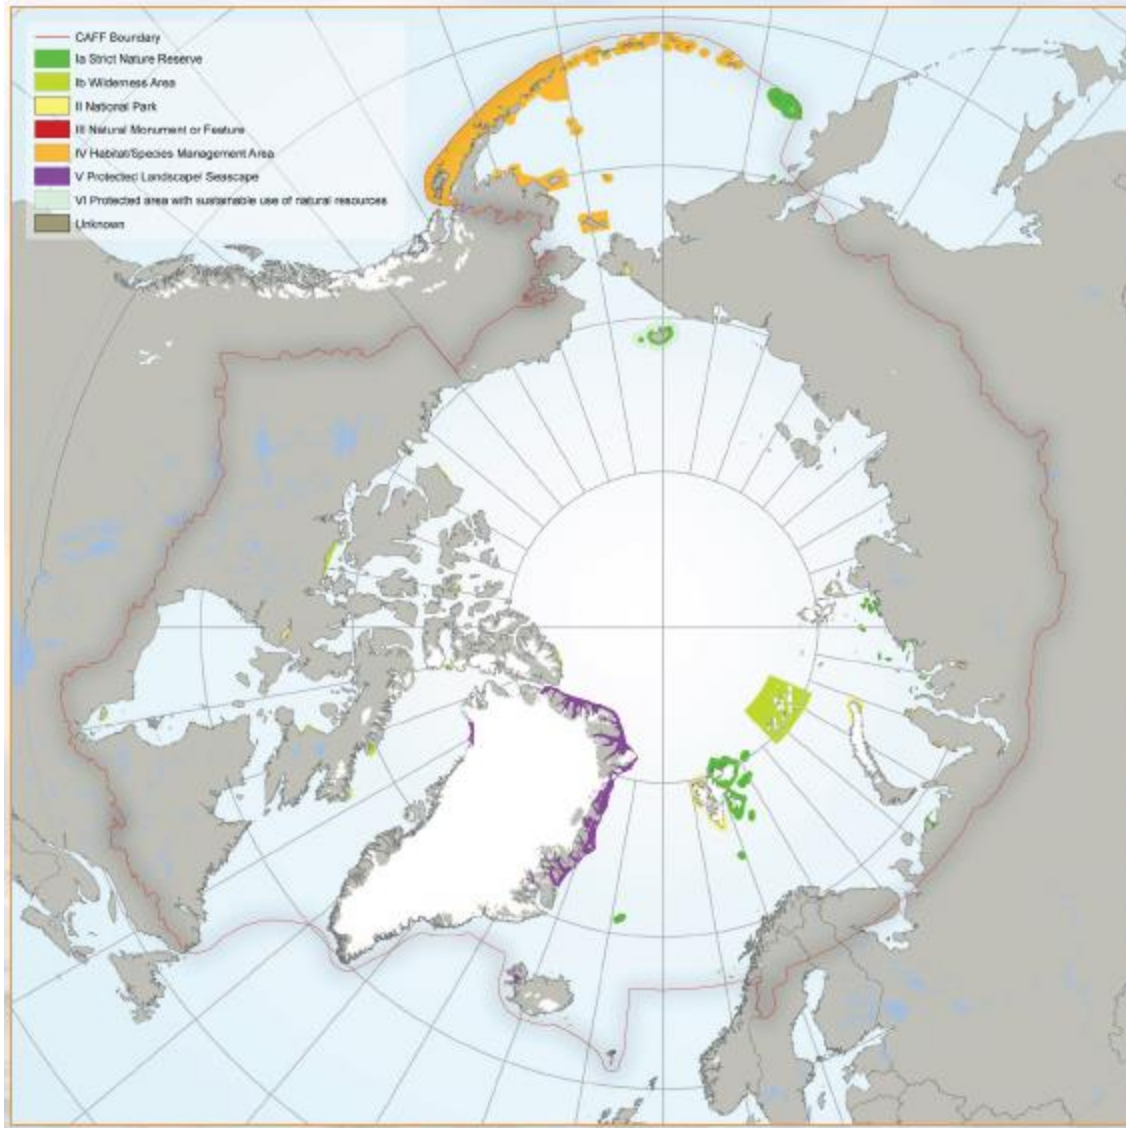 CAFF Boundary
Ia Strict Nature Reserve
Ib Wilderness Area
II National Park
III Natural Monument or Feature
IV Habitat/Species Management Area
V Protected Landscape/ Seascape
VI Protected area with sustainable use of natural resources
Unknown